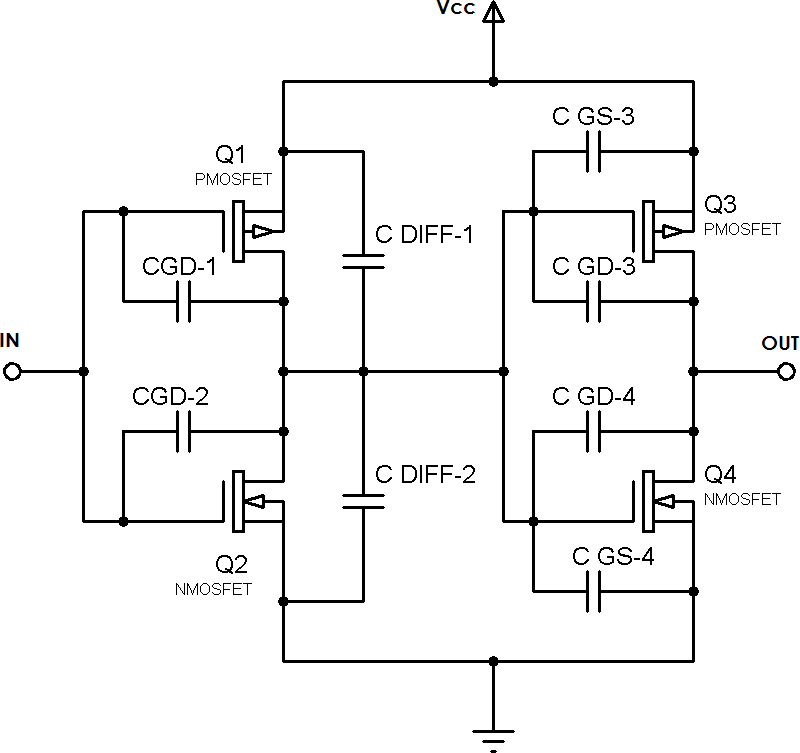 Vcc
C GS-3
Q1
PMOSFET
Q3
PMOSFET
C DIFF-1
CGD-1
C GD-3
IN
OUT
CGD-2
C GD-4
C DIFF-2
Q4
NMOSFET
Q2
NMOSFET
C GS-4